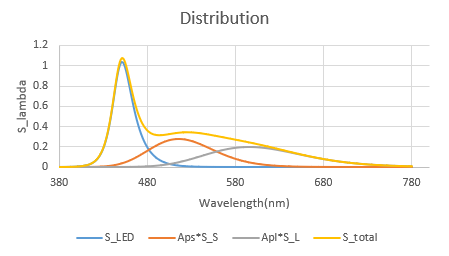 Distribution
1.2
1
0.8
0.6
0.4
0.2
0
S_lambda
380 480 580 680 780
Wavelength(nm)
S_LED Aps*S_S Apl*S_L S_total